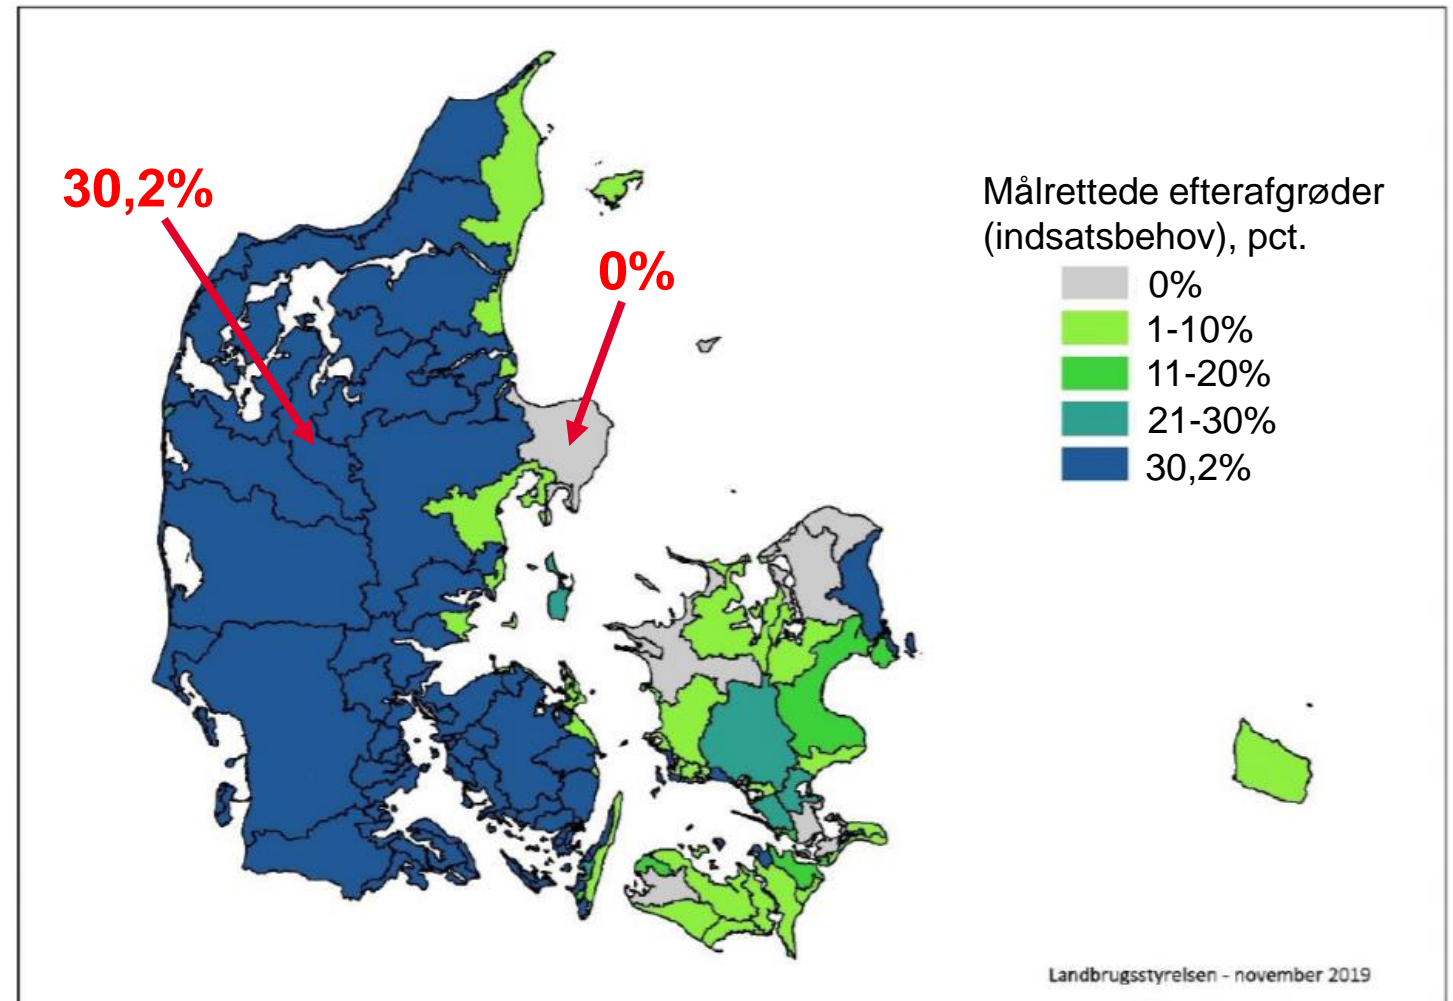 30,2%
0%
Målrettede efterafgrøder
(indsatsbehov), pct.
0%
1-10%
11-20%
21-30%
30,2%
Landbrugsstyrelsen - november 2019